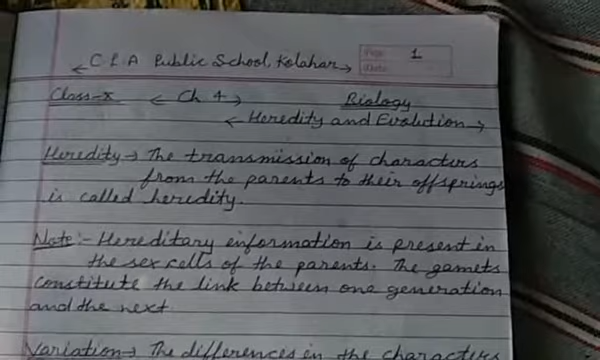 ← C.L.A Public School, Kolahar →
Page 1
Date
Class-X ← Ch 4 → Biology
← Heredity and Evolution →
Heredity → The transmission of characters
from the parents to their offsprings
is called heredity.
Note:- Hereditary information is present in
the sex cells of the parents. The gamets
constitute the link between one generation
and the next
Variation → The differences in the characters